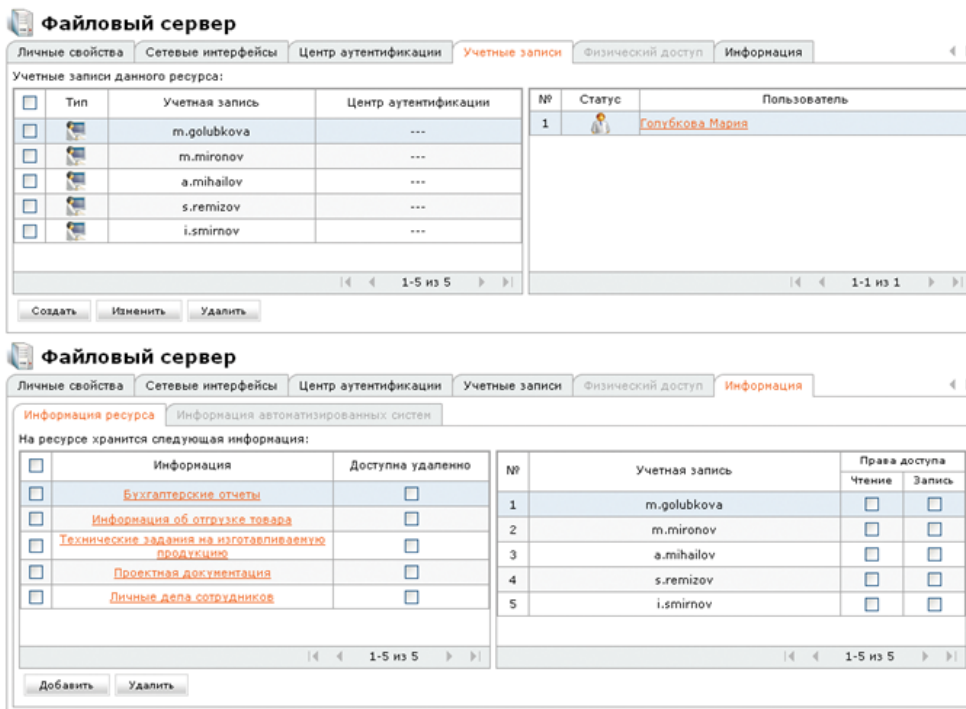 Файловый сервер
Личные свойства Сетевые интерфейсы Центр аутентификации Учетные записи Физический доступ Информация
Учетные записи данного ресурса:
Тип Учетная запись Центр аутентификации
№ Статус Пользователь
m.golubkova ---
1 Голубкова Мария
m.mironov ---
a.mihailov ---
s.remizov ---
i.smirnov ---
1-5 из 5
1-1 из 1
Создать Изменить Удалить
Файловый сервер
Личные свойства Сетевые интерфейсы Центр аутентификации Учетные записи Физический доступ Информация
Информация ресурса Информация автоматизированных систем
На ресурсе хранится следующая информация:
Информация Доступна удаленно
№ Учетная запись Права доступа
Чтение Запись
Бухгалтерские отчеты
Информация об отгрузке товара
Технические задания на изготавливаемую
продукцию
Проектная документация
Личные дела сотрудников
1 m.golubkova
2 m.mironov
3 a.mihailov
4 s.remizov
5 i.smirnov
1-5 из 5
1-5 из 5
Добавить Удалить